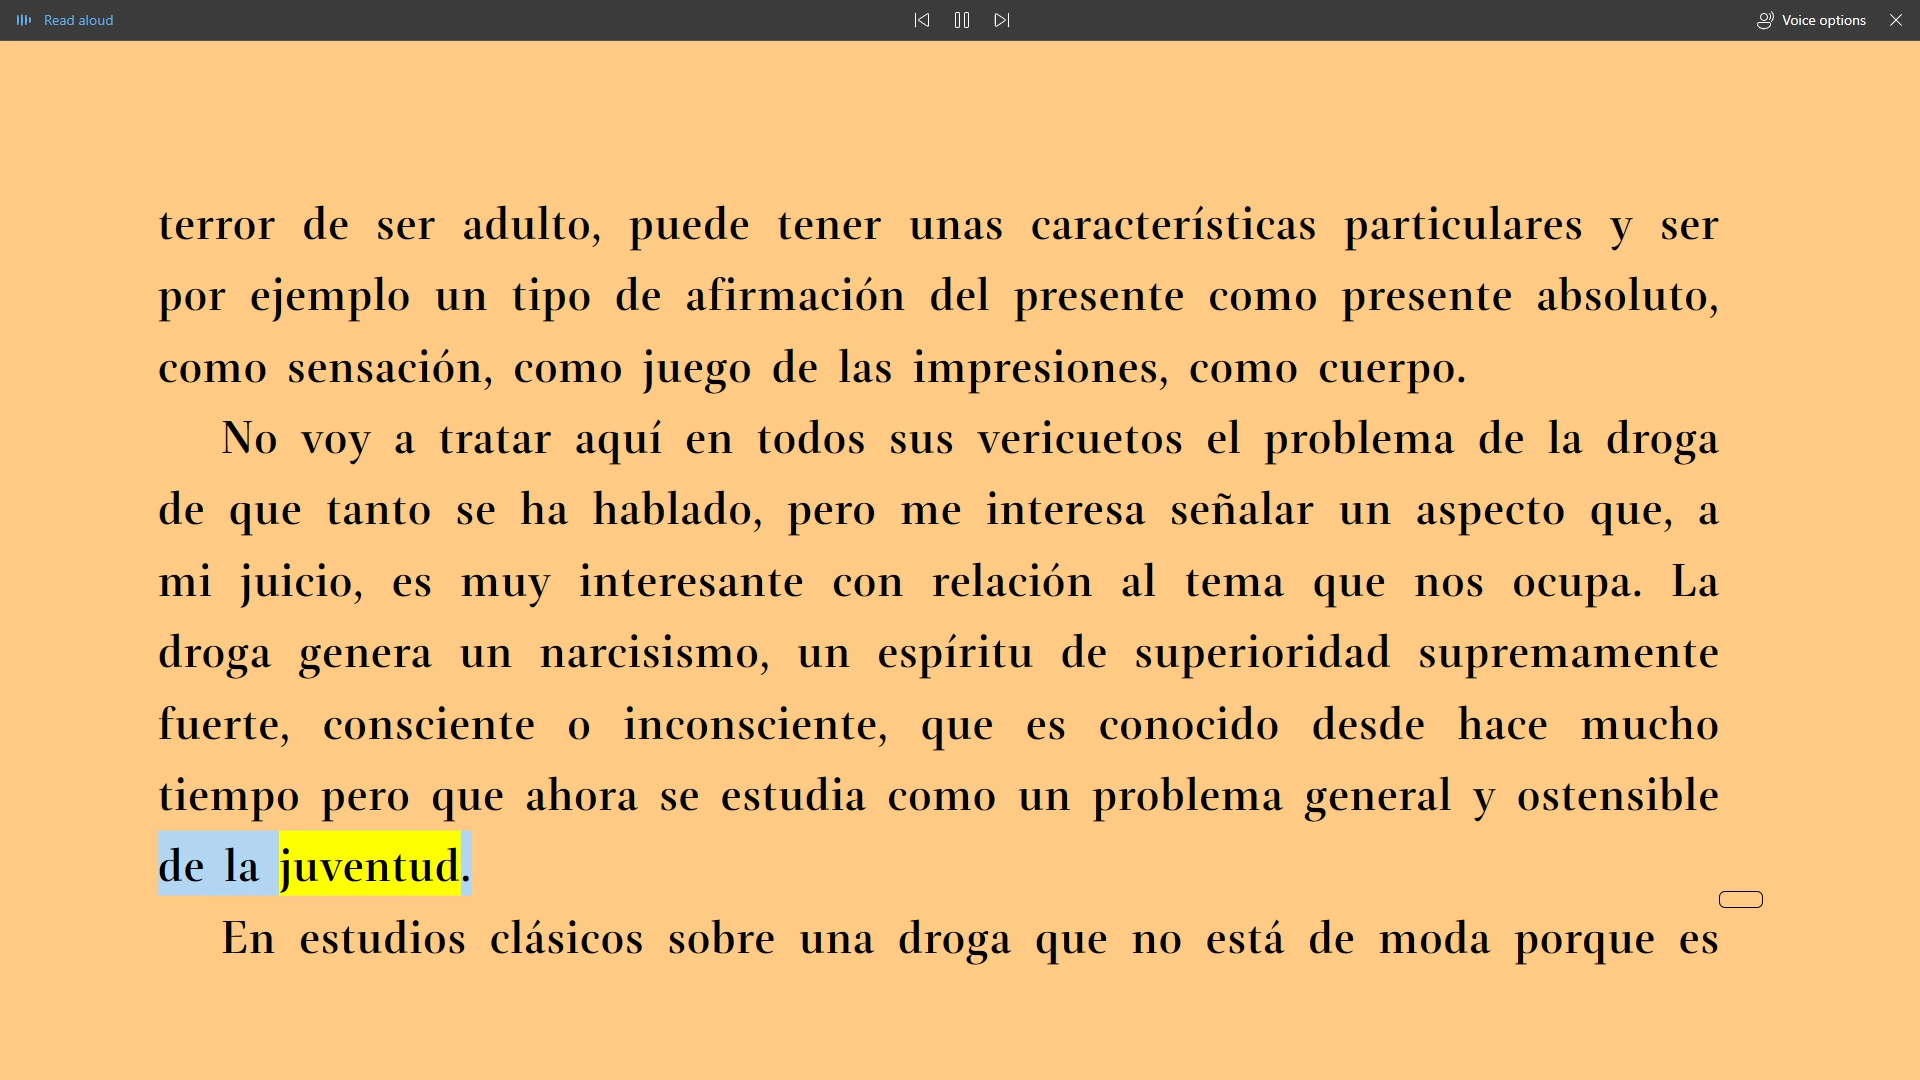 Read aloud
Voice options
terror de ser adulto, puede tener unas características particulares y ser
por ejemplo un tipo de afirmación del presente como presente absoluto,
como sensación, como juego de las impresiones, como cuerpo.
No voy a tratar aquí en todos sus vericuetos el problema de la droga
de que tanto se ha hablado, pero me interesa señalar un aspecto que, a
mi juicio, es muy interesante con relación al tema que nos ocupa. La
droga genera un narcisismo, un espíritu de superioridad supremamente
fuerte, consciente o inconsciente, que es conocido desde hace mucho
tiempo pero que ahora se estudia como un problema general y ostensible
de la juventud.
En estudios clásicos sobre una droga que no está de moda porque es